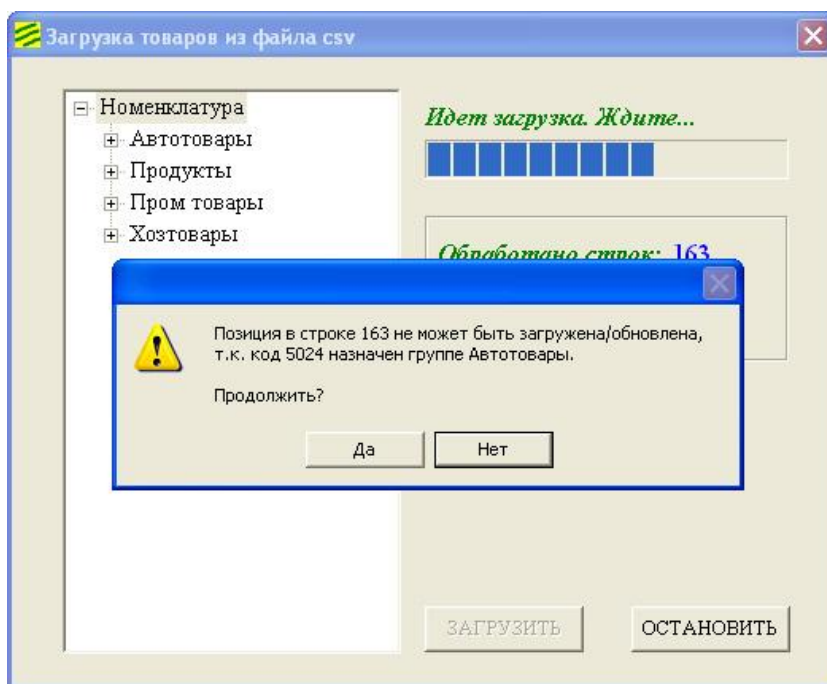 Загрузка товаров из файла csv
Номенклатура
Автотовары
Продукты
Пром товары
Хозтовары
Идет загрузка. Ждите...
Обработано строк: 163
Позиция в строке 163 не может быть загружена/обновлена,
т.к. код 5024 назначен группе Автотовары.
Продолжить?
Да
Нет
ЗАГРУЗИТЬ
ОСТАНОВИТЬ